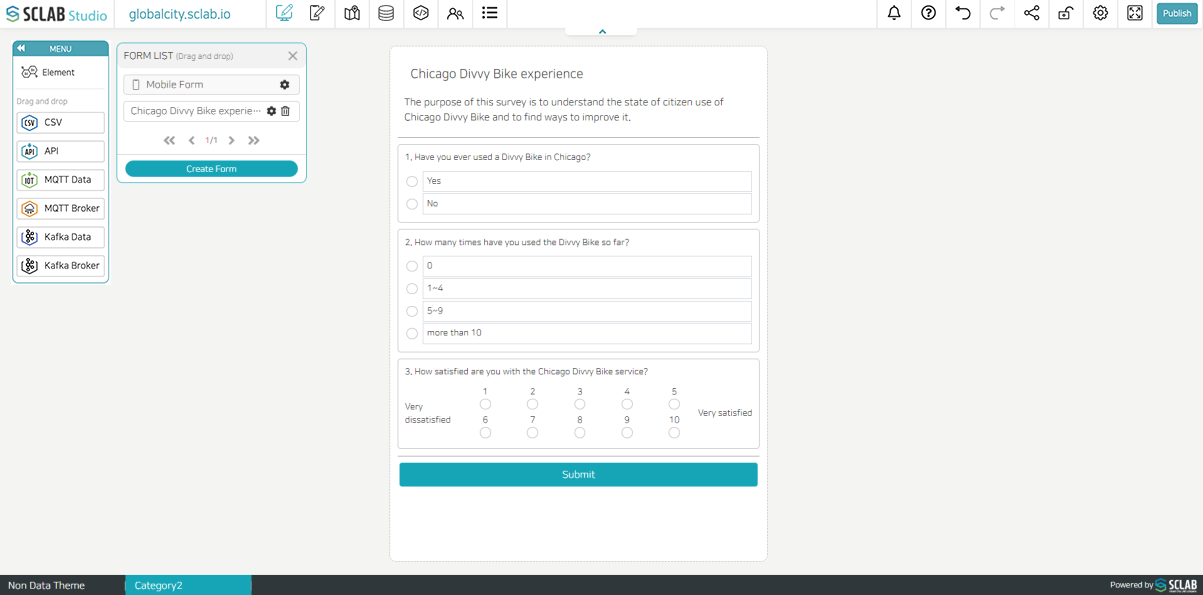 SCLAB Studio
globalcity.sclab.io
Publish
MENU
Element
Drag and drop
CSV CSV
API API
IOT MQTT Data
MQTT Broker
Kafka Data
Kafka Broker
FORM LIST (Drag and drop)
Mobile Form
Chicago Divvy Bike experie···
1/1
Create Form
Chicago Divvy Bike experience
The purpose of this survey is to understand the state of citizen use of
Chicago Divvy Bike and to find ways to improve it.
1. Have you ever used a Divvy Bike in Chicago?
Yes
No
2. How many times have you used the Divvy Bike so far?
0
1~4
5~9
more than 10
3. How satisfied are you with the Chicago Divvy Bike service?
1 2 3 4 5
Very
dissatisfied
Very satisfied
6 7 8 9 10
Submit
Non Data Theme
Category2
Powered by SCLAB